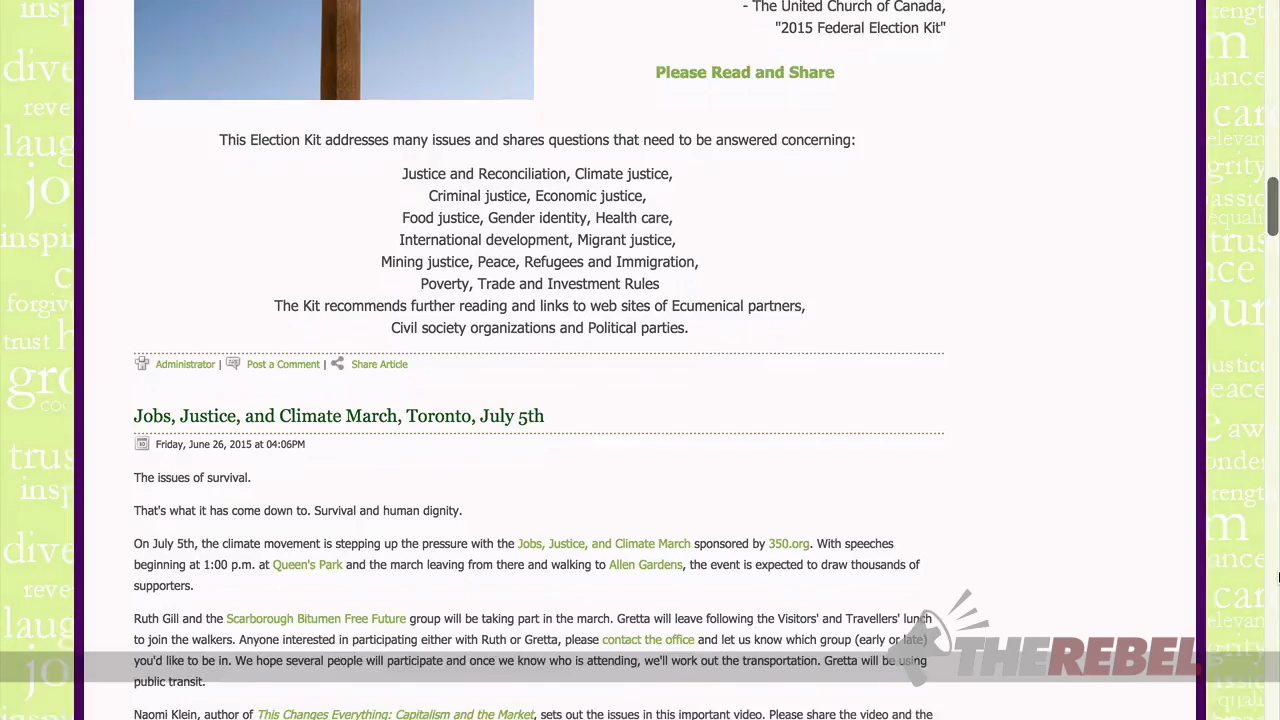 - The United Church of Canada,
"2015 Federal Election Kit"
Please Read and Share
This Election Kit addresses many issues and shares questions that need to be answered concerning:
Justice and Reconciliation, Climate justice,
Criminal justice, Economic justice,
Food justice, Gender identity, Health care,
International development, Migrant justice,
Mining justice, Peace, Refugees and Immigration,
Poverty, Trade and Investment Rules
The Kit recommends further reading and links to web sites of Ecumenical partners,
Civil society organizations and Political parties.
Administrator | Post a Comment | Share Article
Jobs, Justice, and Climate March, Toronto, July 5th
Friday, June 26, 2015 at 04:06PM
The issues of survival.
That's what it has come down to. Survival and human dignity.
On July 5th, the climate movement is stepping up the pressure with the Jobs, Justice, and Climate March sponsored by 350.org. With speeches
beginning at 1:00 p.m. at Queen's Park and the march leaving from there and walking to Allen Gardens, the event is expected to draw thousands of
supporters.
Ruth Gill and the Scarborough Bitumen Free Future group will be taking part in the march. Gretta will leave following the Visitors' and Travellers' lunch
to join the walkers. Anyone interested in participating either with Ruth or Gretta, please contact the office and let us know which group (early or late)
you'd like to be in. We hope several people will participate and once we know who is attending, we'll work out the transportation. Gretta will be using
public transit.
Naomi Klein, author of This Changes Everything: Capitalism and the Market, sets out the issues in this important video. Please share the video and the
THEREBEL